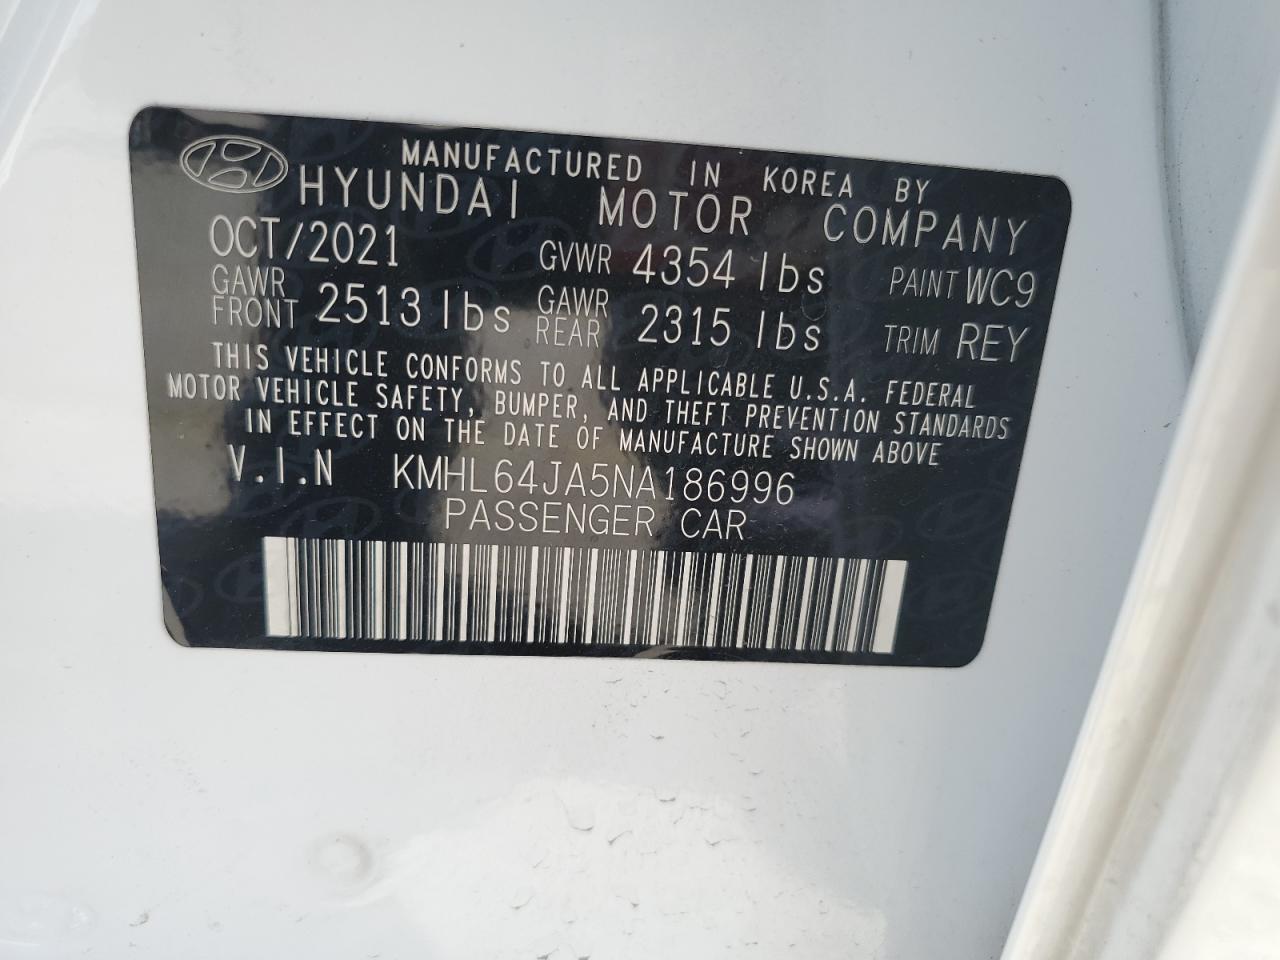 MANUFACTURED IN KOREA BY
HYUNDAI MOTOR COMPANY
OCT/2021 GVWR 4354 lbs PAINT WC9
GAWR FRONT 2513 lbs GAWR REAR 2315 lbs TRIM REY
THIS VEHICLE CONFORMS TO ALL APPLICABLE U.S.A. FEDERAL
MOTOR VEHICLE SAFETY, BUMPER, AND THEFT PREVENTION STANDARDS
IN EFFECT ON THE DATE OF MANUFACTURE SHOWN ABOVE
V.I.N KMHL64JA5NA186996
PASSENGER CAR